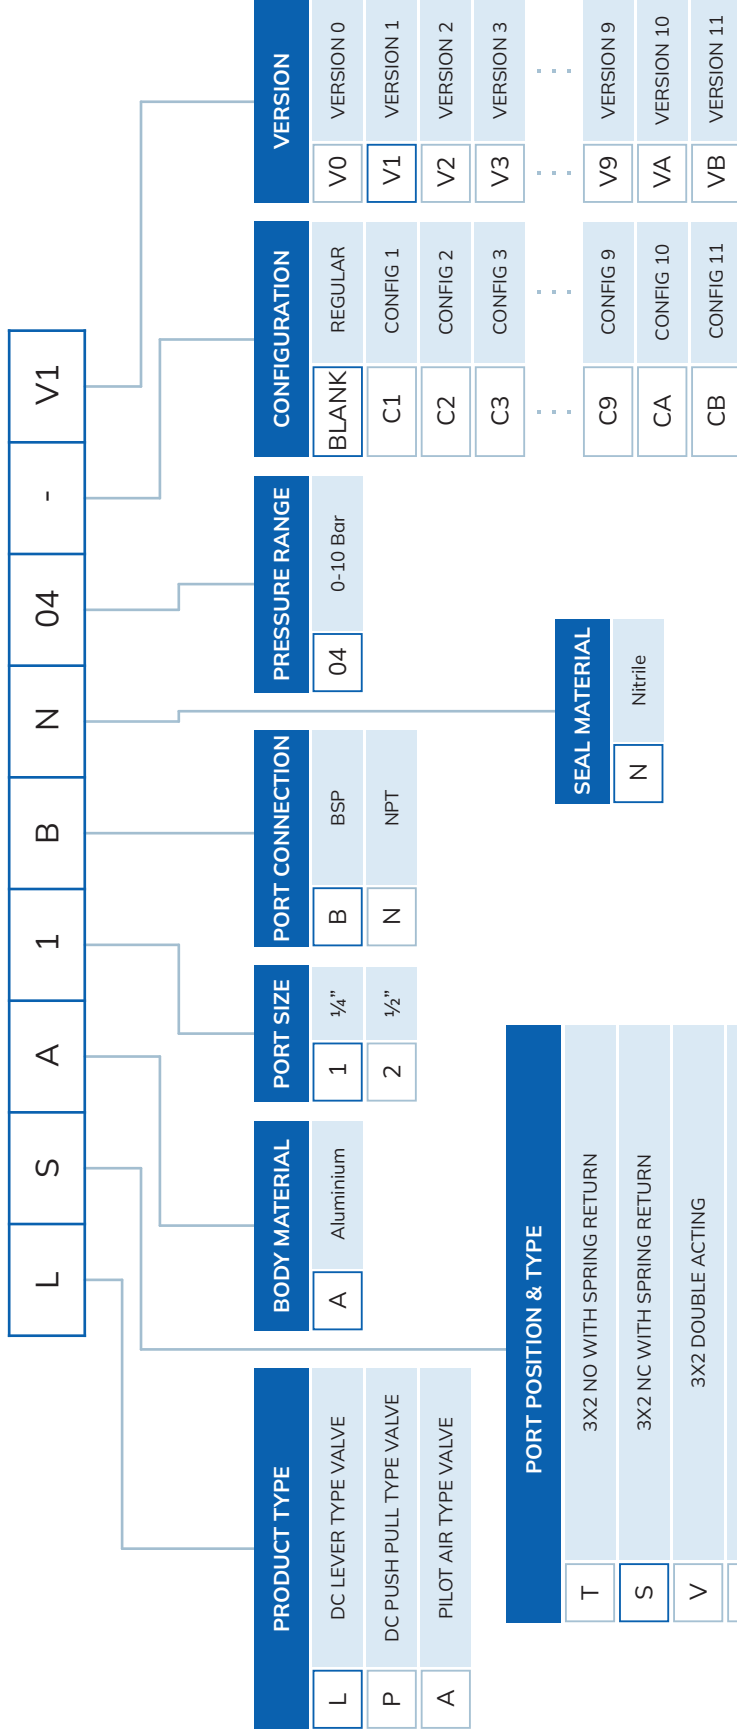 L S A 1 B N 04 - V1
PRODUCT TYPE
L DC LEVER TYPE VALVE
P DC PUSH PULL TYPE VALVE
A PILOT AIR TYPE VALVE
BODY MATERIAL
A Aluminium
PORT SIZE
1 ¼”
2 ½”
PORT CONNECTION
B BSP
N NPT
PRESSURE RANGE
04 0-10 Bar
CONFIGURATION
BLANK REGULAR
C1 CONFIG 1
C2 CONFIG 2
C3 CONFIG 3
... ...
C9 CONFIG 9
CA CONFIG 10
CB CONFIG 11
VERSION
V0 VERSION 0
V1 VERSION 1
V2 VERSION 2
V3 VERSION 3
... ...
V9 VERSION 9
VA VERSION 10
VB VERSION 11
PORT POSITION & TYPE
T 3X2 NO WITH SPRING RETURN
S 3X2 NC WITH SPRING RETURN
V 3X2 DOUBLE ACTING
SEAL MATERIAL
N Nitrile